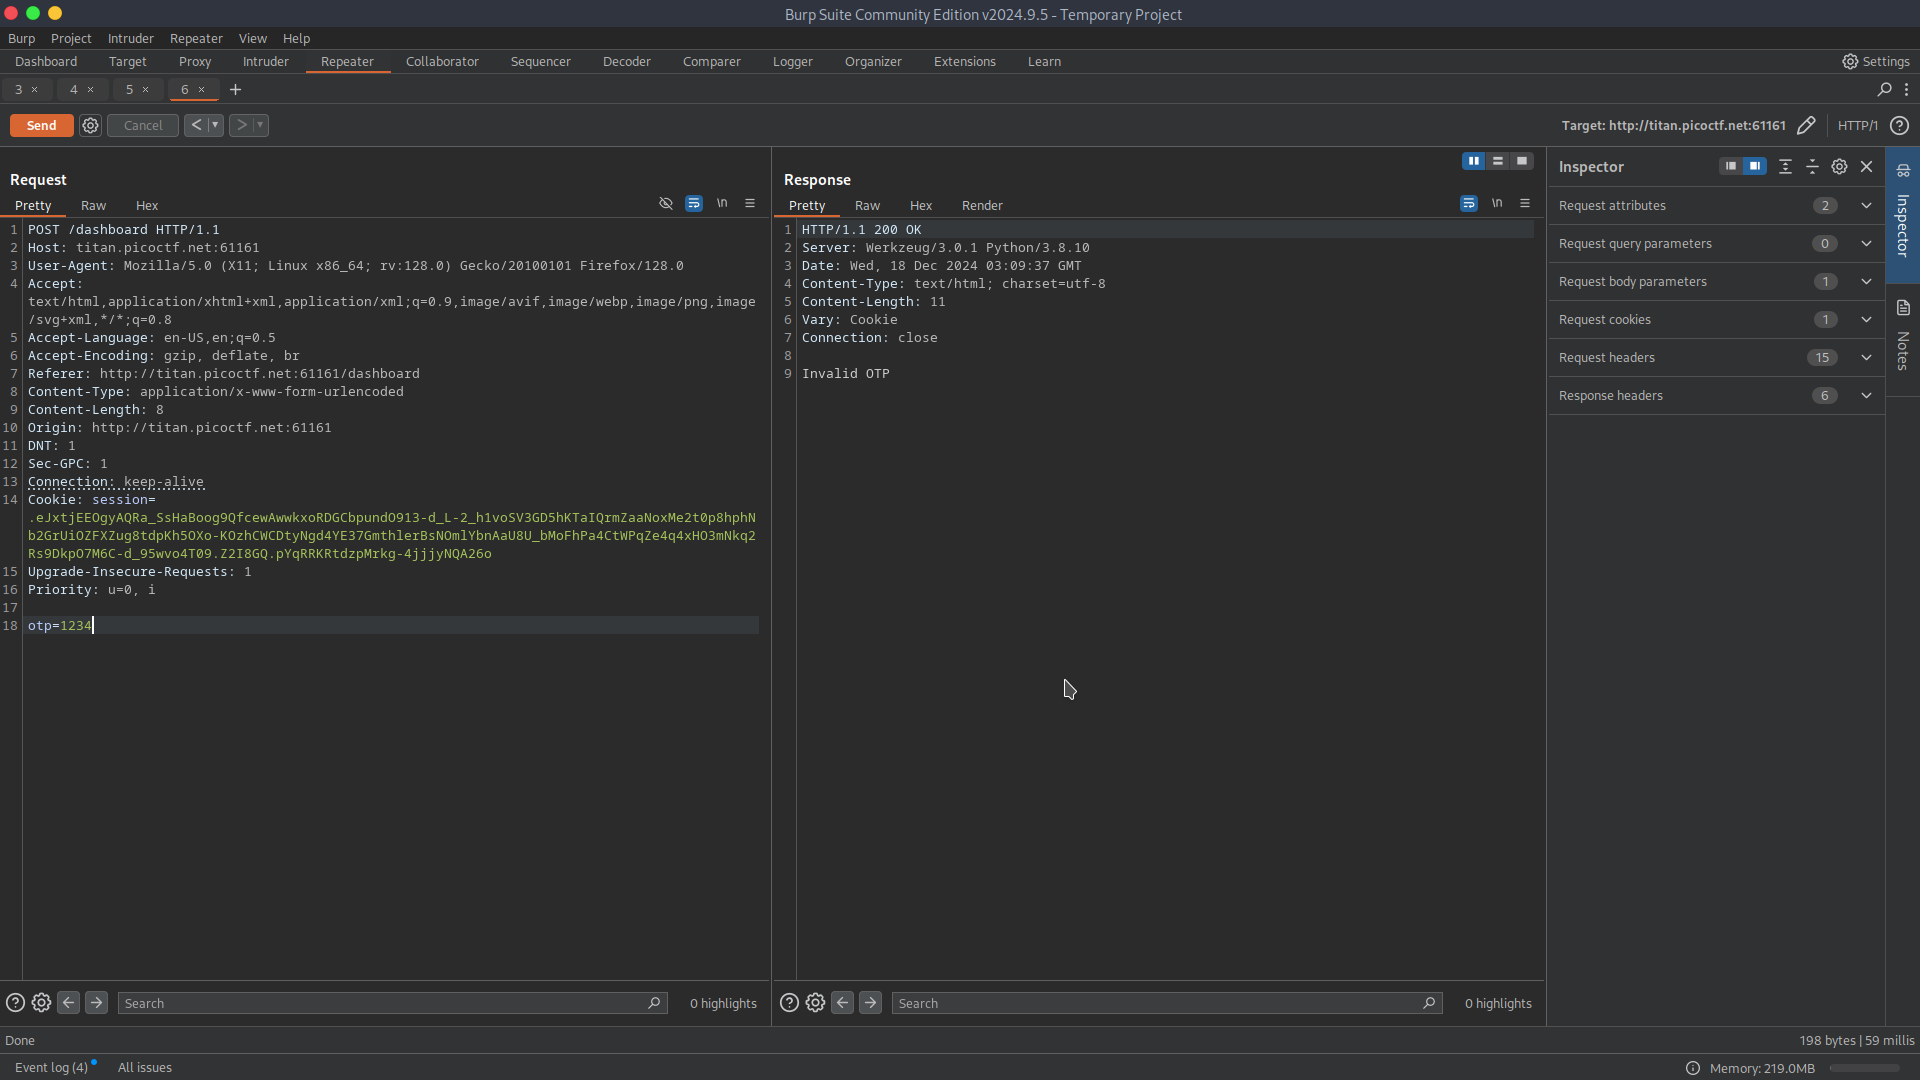 Burp Suite Community Edition v2024.9.5 - Temporary Project
Burp Project Intruder Repeater View Help
Dashboard Target Proxy Intruder Repeater Collaborator Sequencer Decoder Comparer Logger Organizer Extensions Learn Settings
3 × 4 × 5 × 6 × +
Send Cancel < > Target: http://titan.picoctf.net:61161 HTTP/1
Request
Pretty Raw Hex \n
1 POST /dashboard HTTP/1.1
2 Host: titan.picoctf.net:61161
3 User-Agent: Mozilla/5.0 (X11; Linux x86_64; rv:128.0) Gecko/20100101 Firefox/128.0
4 Accept:
text/html,application/xhtml+xml,application/xml;q=0.9,image/avif,image/webp,image/png,image
/svg+xml,*/*;q=0.8
5 Accept-Language: en-US,en;q=0.5
6 Accept-Encoding: gzip, deflate, br
7 Referer: http://titan.picoctf.net:61161/dashboard
8 Content-Type: application/x-www-form-urlencoded
9 Content-Length: 8
10 Origin: http://titan.picoctf.net:61161
11 DNT: 1
12 Sec-GPC: 1
13 Connection: keep-alive
14 Cookie: session=
.eJxtjEEOgyAQRa_SsHaBoog9QfcewAwwkxoRDGCbpundO913-d_L-2_h1voSV3GD5hKTaIQrmZaaNoxMe2t0p8hphN
b2GrUiOZFXZug8tdpKh5OXo-KOzhCWCDtyNgd4YE37GmthlerBsNOmlYbnAaU8U_bMoFhPa4CtWPqZe4q4xHO3mNkq2
Rs9DkpO7M6C-d_95wvo4T09.Z2I8GQ.pYqRRKRtdzpMrkg-4jjjyNQA26o
15 Upgrade-Insecure-Requests: 1
16 Priority: u=0, i
17
18 otp=1234
Search 0 highlights
Response
Pretty Raw Hex Render \n
1 HTTP/1.1 200 OK
2 Server: Werkzeug/3.0.1 Python/3.8.10
3 Date: Wed, 18 Dec 2024 03:09:37 GMT
4 Content-Type: text/html; charset=utf-8
5 Content-Length: 11
6 Vary: Cookie
7 Connection: close
8
9 Invalid OTP
Search 0 highlights
Inspector
Request attributes 2
Request query parameters 0
Request body parameters 1
Request cookies 1
Request headers 15
Response headers 6
Inspector
Notes
Done 198 bytes | 59 millis
Event log (4) All issues Memory: 219.0MB